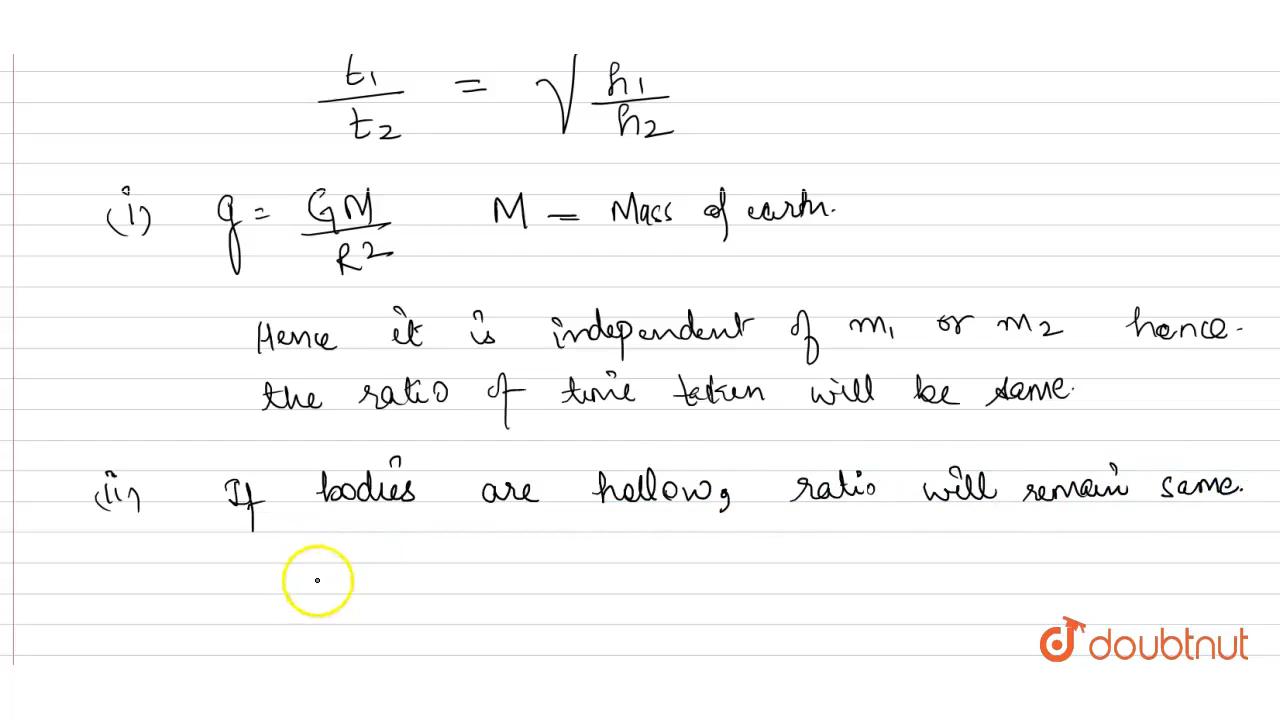 t1/t2 = √h1/h2
(i) g = GM/R2 M = Mass of earth.
Hence it is independent of m1 or m2 hence.
the ratio of time taken will be same.
(ii) If bodies are hollow, ratio will remain same.
doubtnut